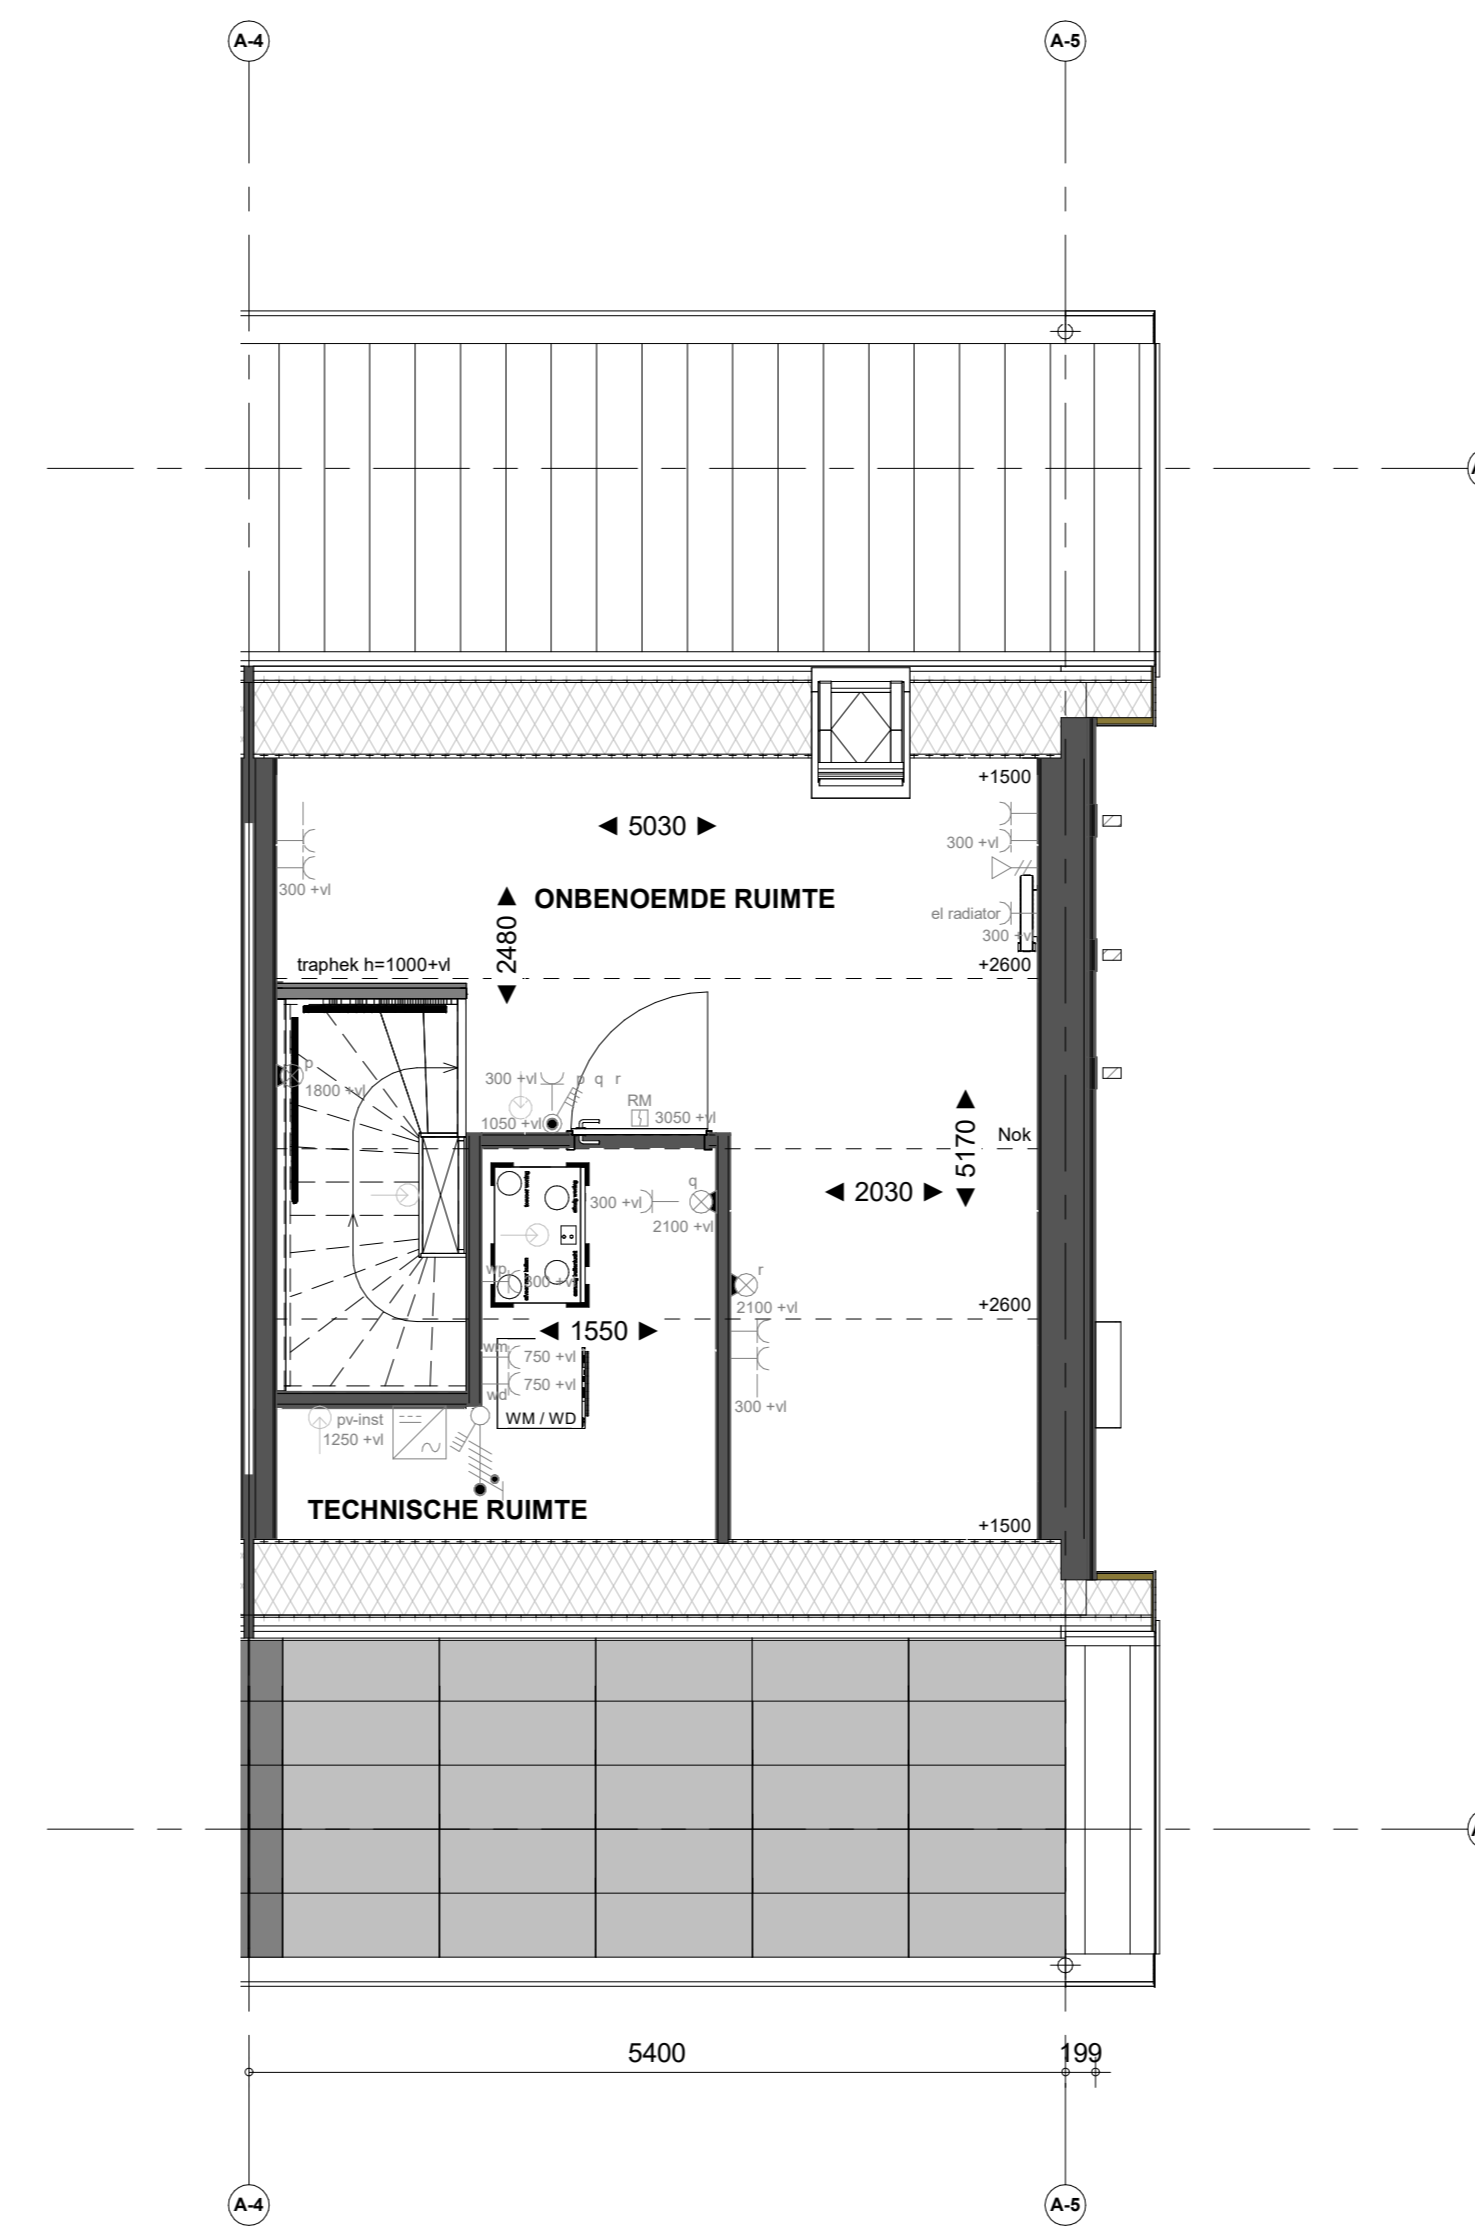 A-4
A-5
A
+1500
5030
300 +vl
300 +vl
ONBENOEMDE RUIMTE
el radiator
300 +vl
2480
traphek h=1000+vl
+2600
p
1800 +vl
300 +vl
p q r
RM
1050 +vl
3050 +vl
Nok
5170
2030
q
300 +vl
2100 +vl
wp
300 +vl
r
2100 +vl
+2600
1550
wm
750 +vl
wd
750 +vl
300 +vl
WM / WD
pv-inst
1250 +vl
TECHNISCHE RUIMTE
+1500
A
5400
199
A-4
A-5